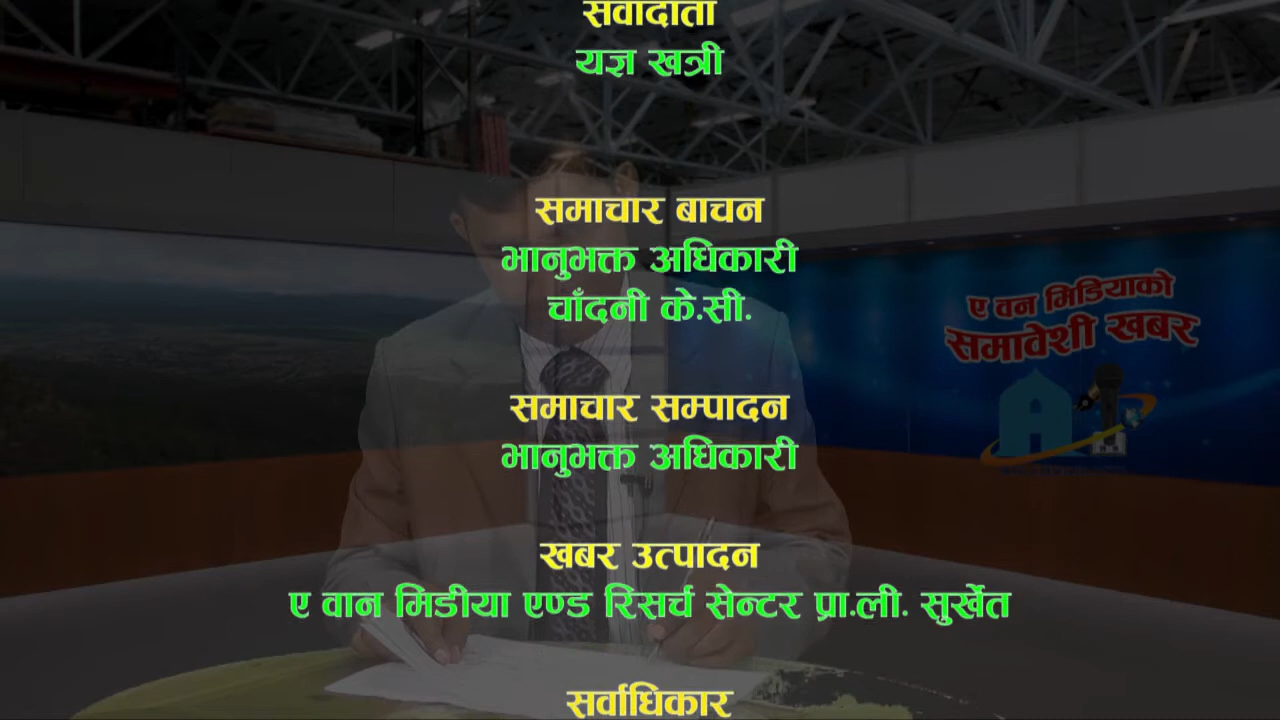 संवादाता
यज्ञ खत्री
समाचार बाचन
भानुभक्त अधिकारी
चाँदनी के.सी.
समाचार सम्पादन
भानुभक्त अधिकारी
खबर उत्पादन
ए वान मिडीया एण्ड रिसर्च सेन्टर प्रा.ली. सुर्खेत
सर्वाधिकार
ए वन मिडियाको
समावेशी खबर